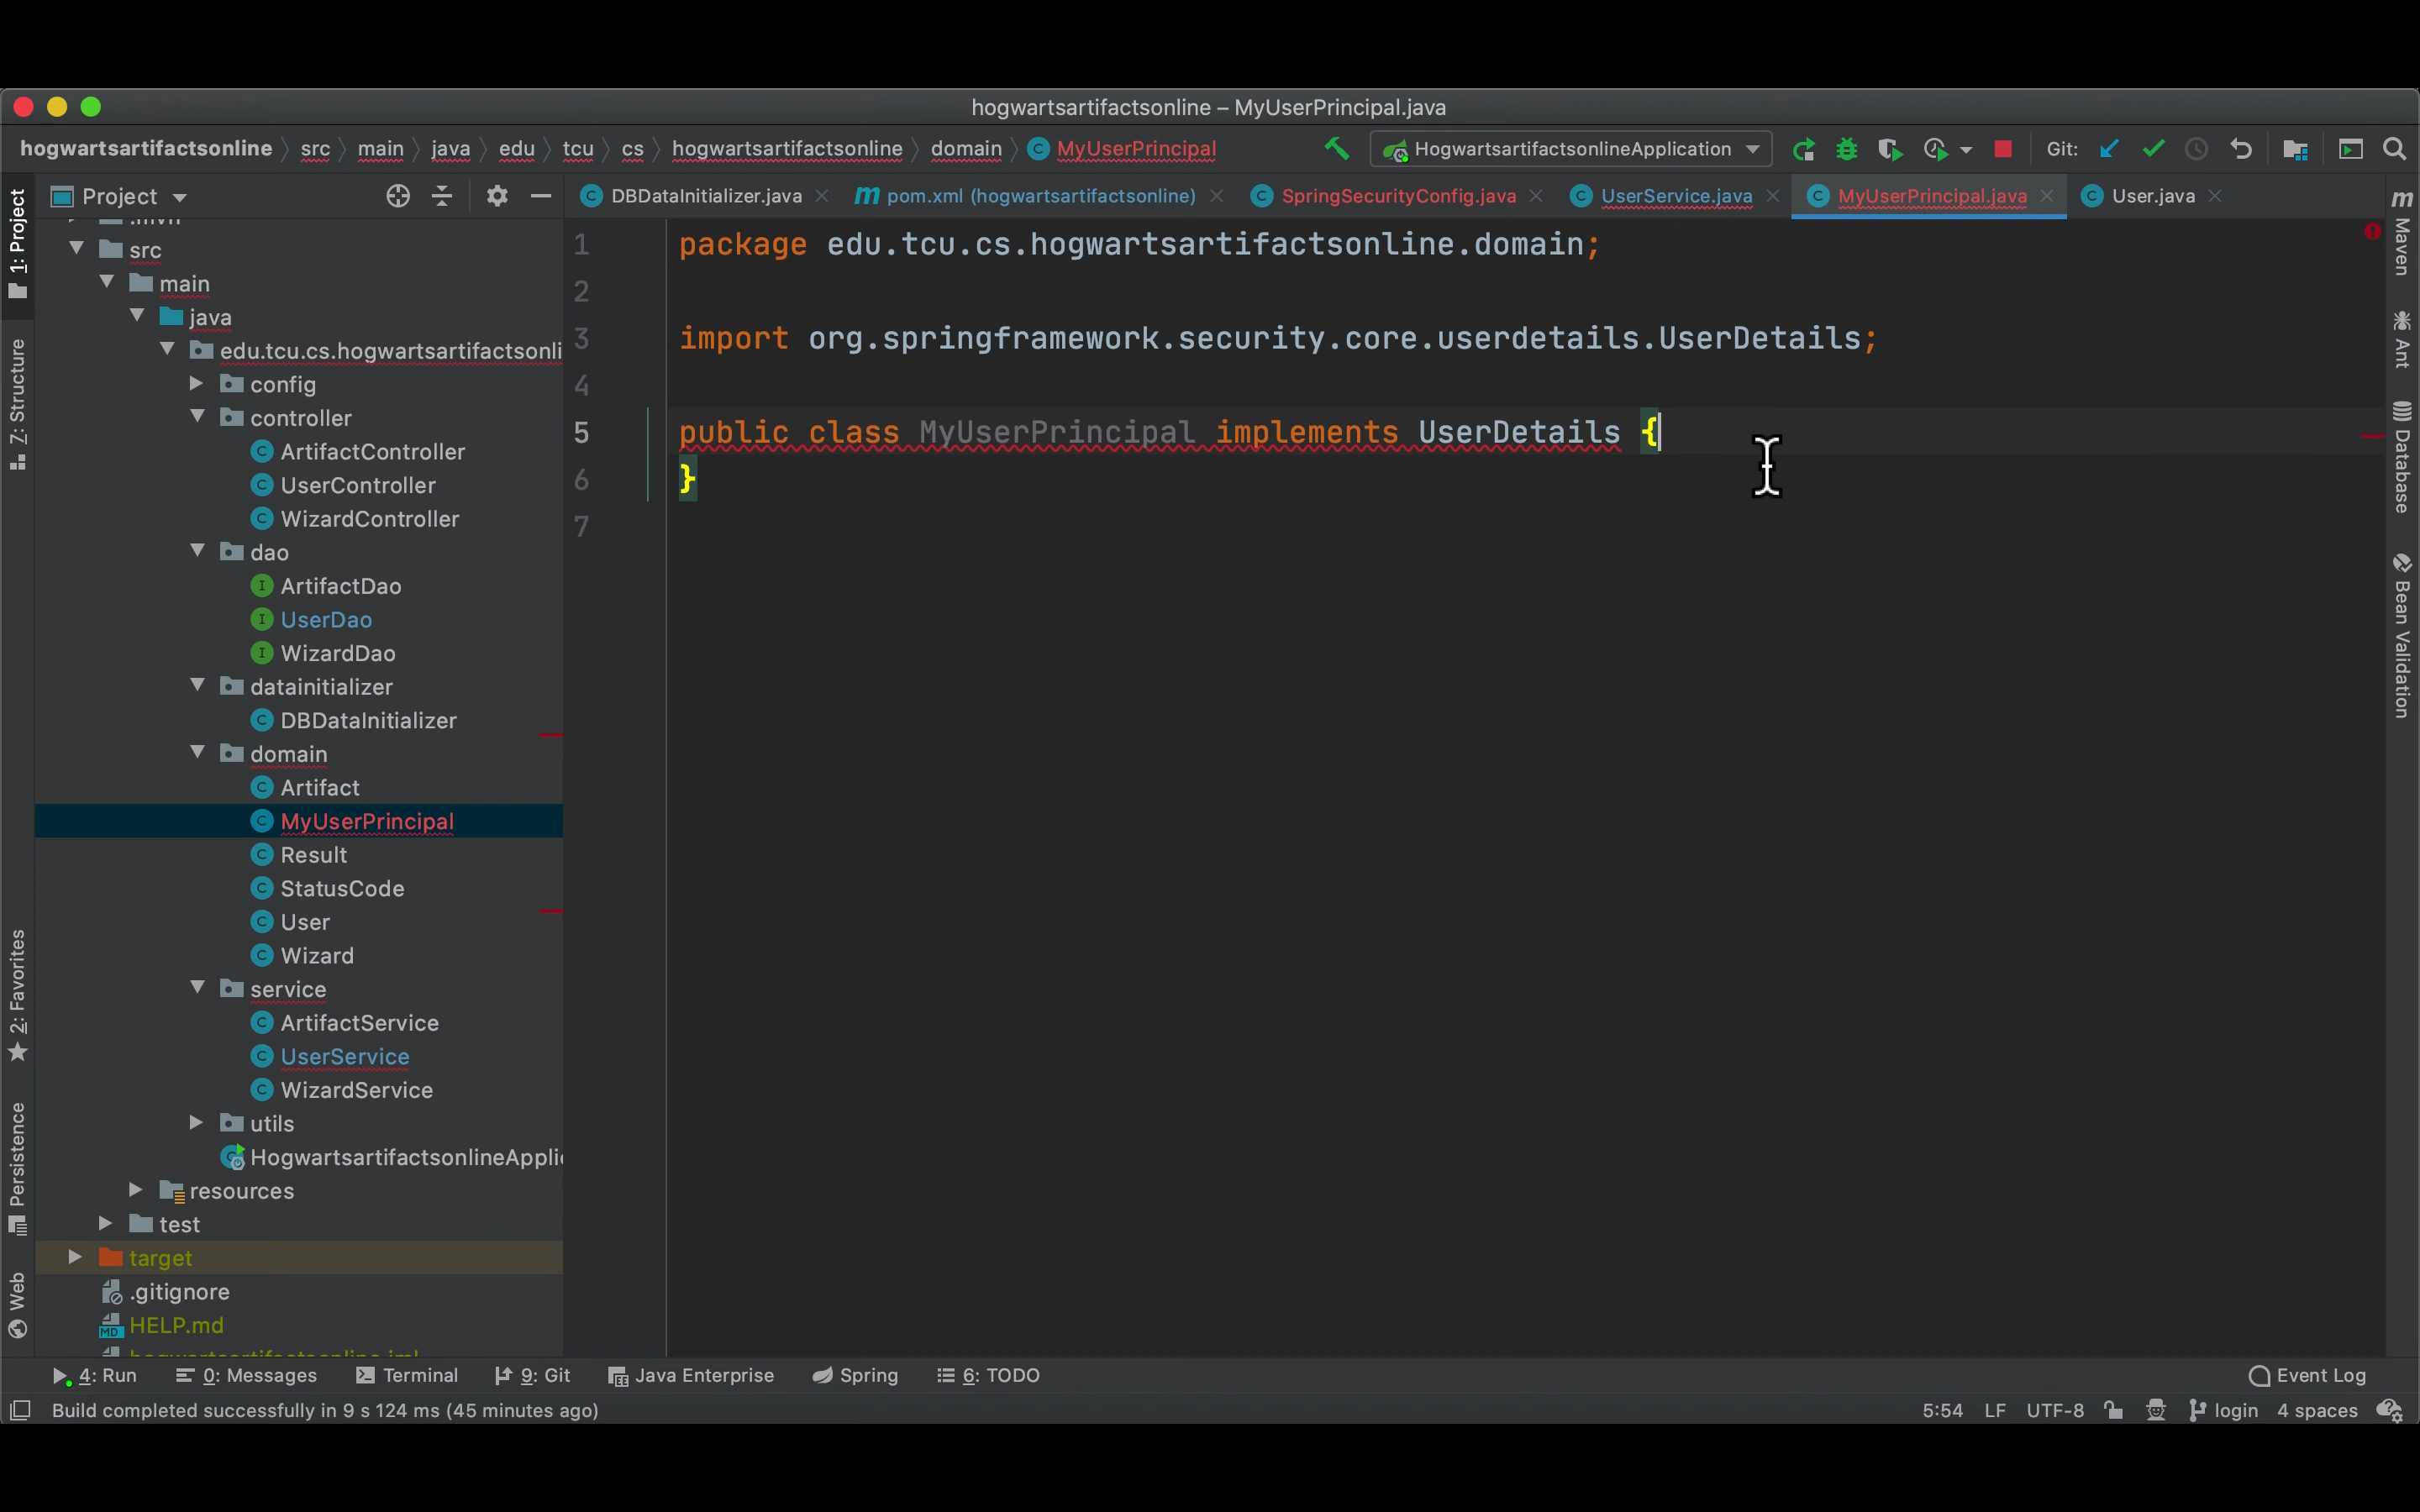 hogwartsartifactsonline – MyUserPrincipal.java
hogwartsartifactsonline src main java edu tcu cs hogwartsartifactsonline domain MyUserPrincipal
HogwartsartifactsonlineApplication
Git:
1: Project
Project
DBDataInitializer.java
pom.xml (hogwartsartifactsonline)
SpringSecurityConfig.java
UserService.java
MyUserPrincipal.java
User.java
src
main
java
edu.tcu.cs.hogwartsartifactsonli
config
controller
ArtifactController
UserController
WizardController
dao
ArtifactDao
UserDao
WizardDao
datainitializer
DBDataInitializer
domain
Artifact
MyUserPrincipal
Result
StatusCode
User
Wizard
service
ArtifactService
UserService
WizardService
utils
HogwartsartifactsonlineAppli
resources
test
target
.gitignore
HELP.md
Z: Structure
2: Favorites
Persistence
Web
1 package edu.tcu.cs.hogwartsartifactsonline.domain;
2
3 import org.springframework.security.core.userdetails.UserDetails;
4
5 public class MyUserPrincipal implements UserDetails {
6 }
7
Maven
Ant
Database
Bean Validation
4: Run 0: Messages Terminal 9: Git Java Enterprise Spring 6: TODO Event Log
Build completed successfully in 9 s 124 ms (45 minutes ago) 5:54 LF UTF-8 login 4 spaces